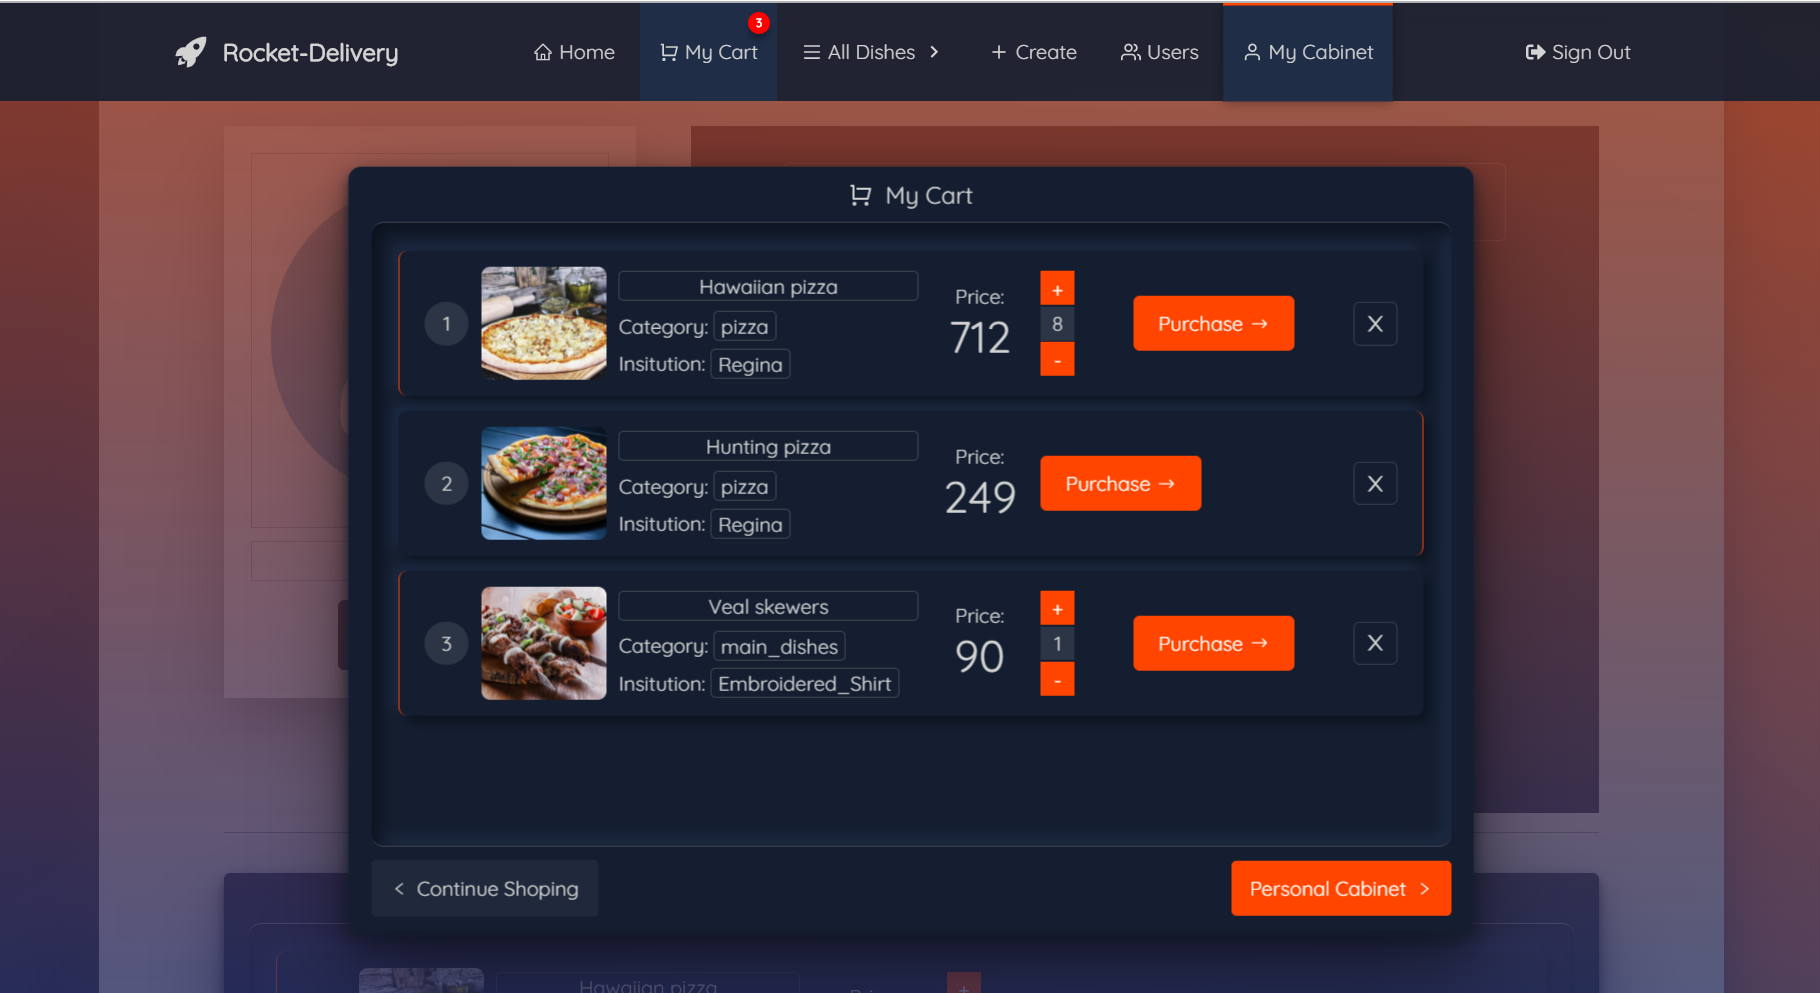 Rocket-Delivery
Home
My Cart
3
All Dishes
+ Create
Users
My Cabinet
Sign Out
My Cart
1
Hawaiian pizza
Category: pizza
Insitution: Regina
Price:
712
+
8
-
Purchase →
X
2
Hunting pizza
Category: pizza
Insitution: Regina
Price:
249
Purchase →
X
3
Veal skewers
Category: main_dishes
Insitution: Embroidered_Shirt
Price:
90
+
1
-
Purchase →
X
< Continue Shoping
Personal Cabinet >
Hawaiian pizza
+